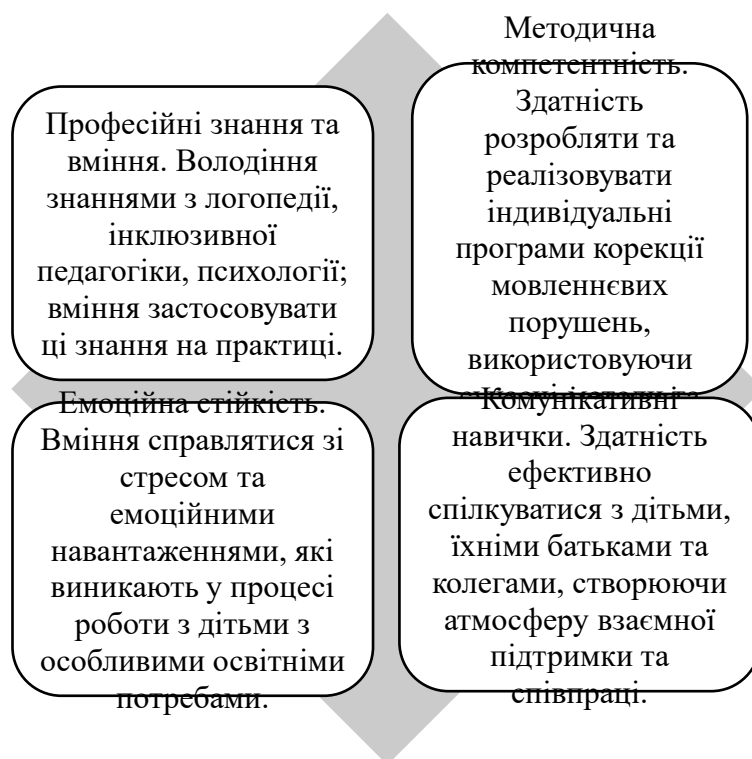 Професійні знання та
вміння. Володіння
знаннями з логопедії,
інклюзивної
педагогіки, психології;
вміння застосовувати
ці знання на практиці.
Методична
компетентність.
Здатність
розробляти та
реалізовувати
індивідуальні
програми корекції
мовленнєвих
порушень,
використовуючи
Емоційна стійкість.
Вміння справлятися зі
стресом та
емоційними
навантаженнями, які
виникають у процесі
роботи з дітьми з
особливими освітніми
потребами.
Комунікативні
навички. Здатність
ефективно
спілкуватися з дітьми,
їхніми батьками та
колегами, створюючи
атмосферу взаємної
підтримки та
співпраці.